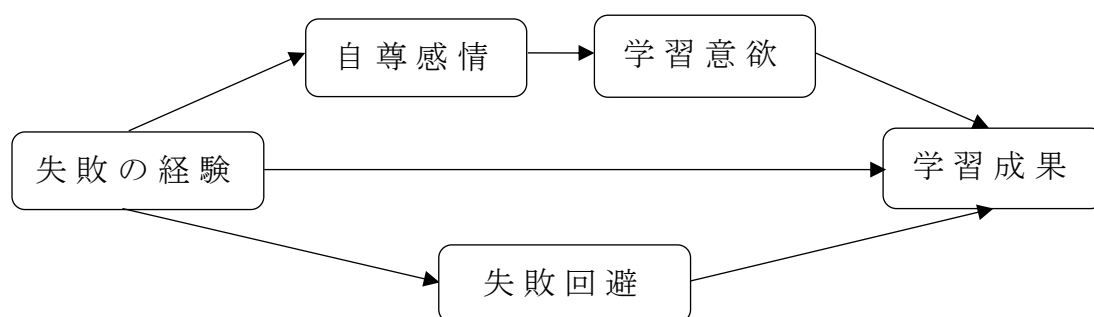 自尊感情
学習意欲
失敗の経験
学習成果
失敗回避